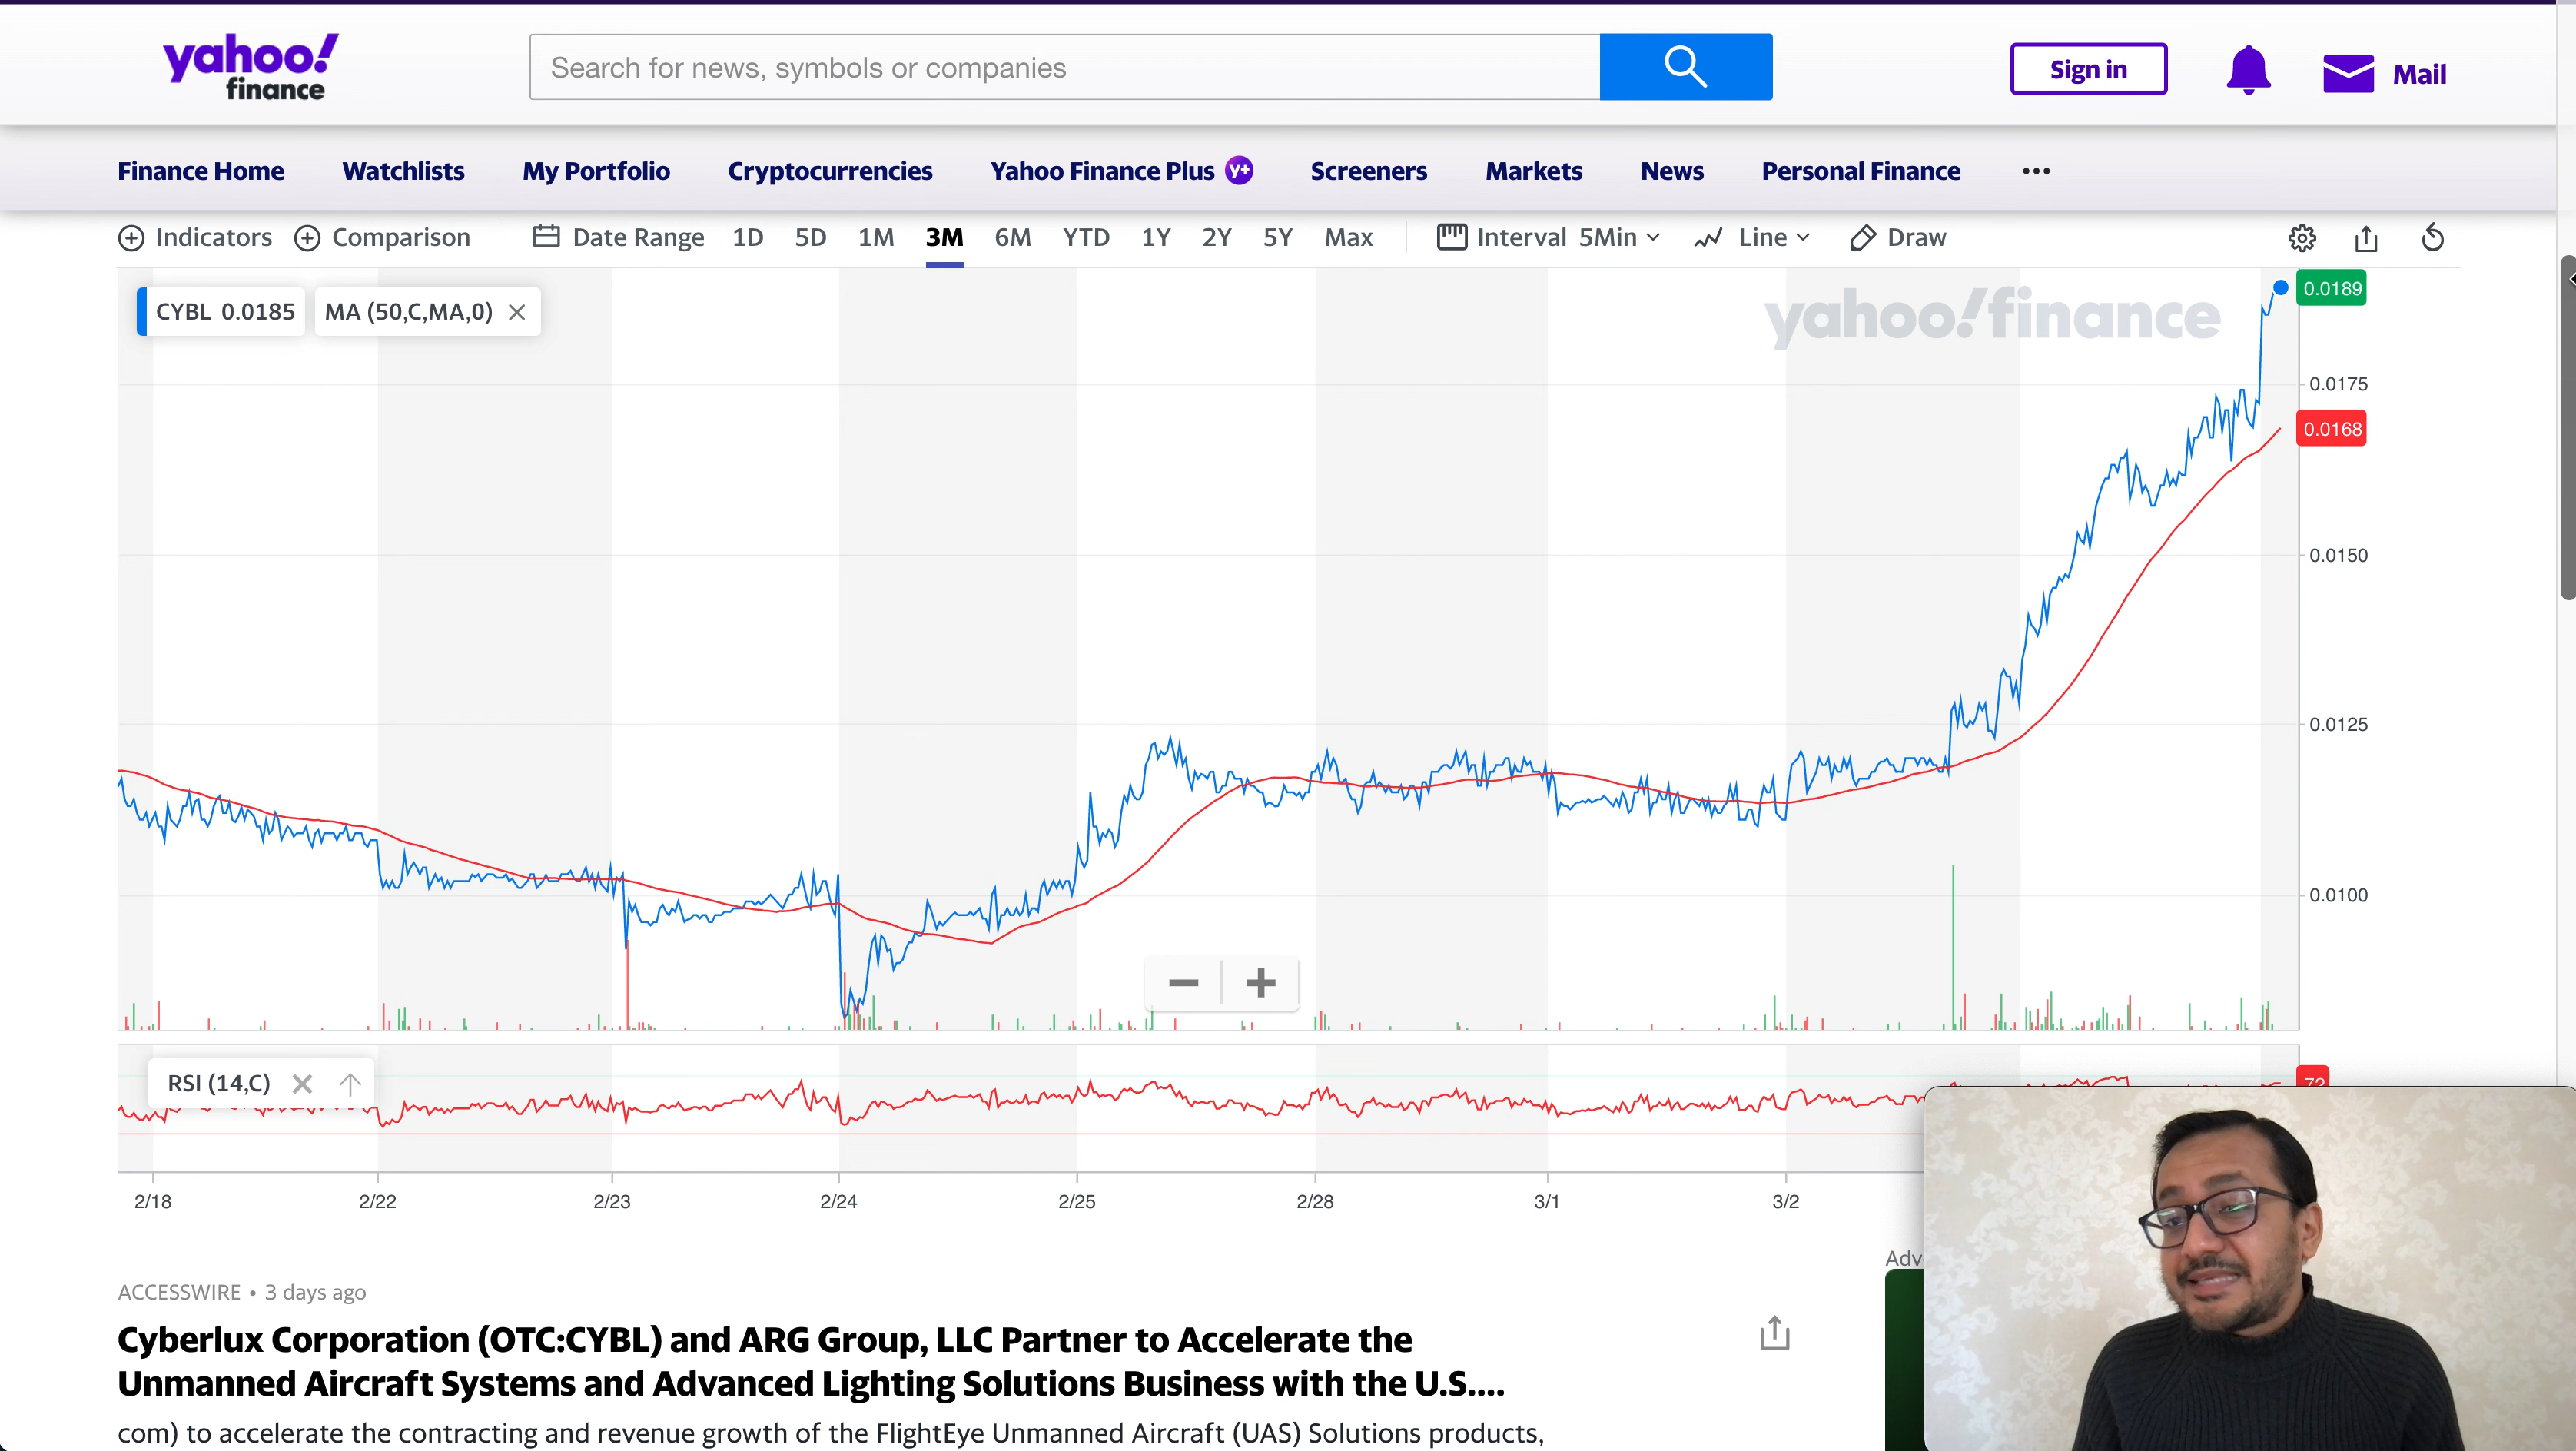 yahoo!
finance
Search for news, symbols or companies
Sign in
Mail
Finance Home Watchlists My Portfolio Cryptocurrencies Yahoo Finance Plus y+ Screeners Markets News Personal Finance ...
Indicators Comparison Date Range 1D 5D 1M 3M 6M YTD 1Y 2Y 5Y Max Interval 5Min Line Draw
CYBL 0.0185 MA (50,C,MA,0)
yahoo!finance
0.0189
0.0175
0.0168
0.0150
0.0125
0.0100
RSI (14,C)
2/18 2/22 2/23 2/24 2/25 2/28 3/1 3/2
ACCESSWIRE • 3 days ago
Adv
Cyberlux Corporation (OTC:CYBL) and ARG Group, LLC Partner to Accelerate the
Unmanned Aircraft Systems and Advanced Lighting Solutions Business with the U.S....
com) to accelerate the contracting and revenue growth of the FlightEye Unmanned Aircraft (UAS) Solutions products,